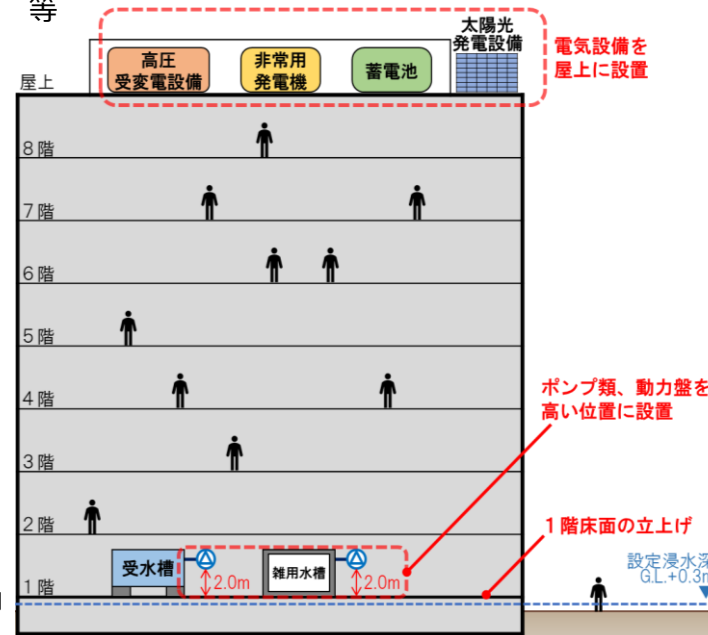 等
太陽光
発電設備
高圧
受変電設備
非常用
発電機
蓄電池
電気設備を
屋上に設置
屋上
8階
7階
6階
5階
4階
ポンプ類、動力盤を
高い位置に設置
3階
2階
1階床面の立上げ
受水槽
2.0m
雑用水槽
2.0m
設定浸水深
G.L.+0.3m
1階